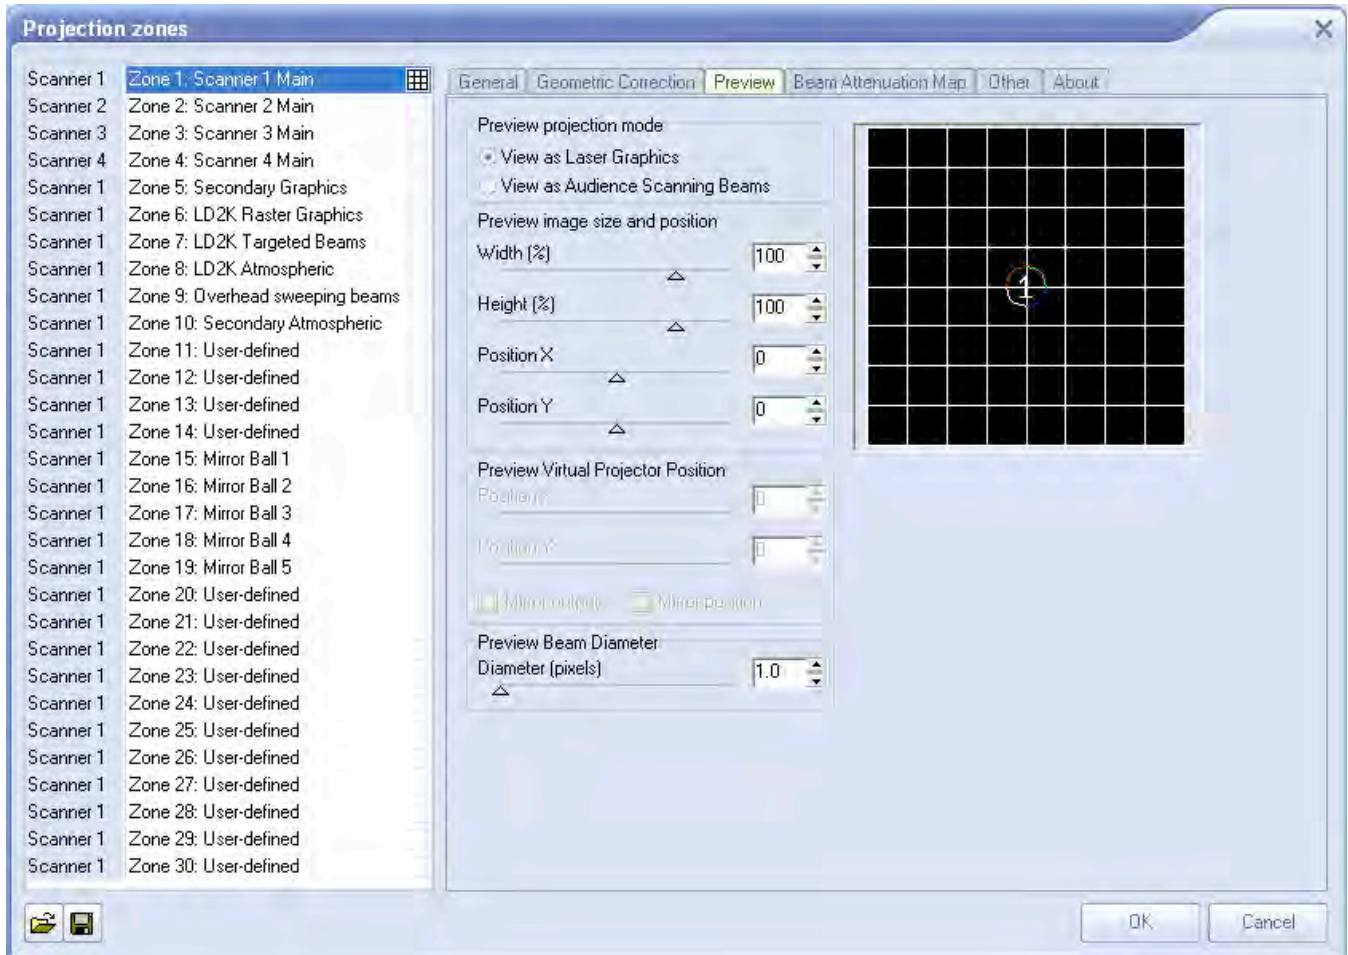 Projection zones
Scanner 1 Zone 1: Scanner 1 Main
Scanner 2 Zone 2: Scanner 2 Main
Scanner 3 Zone 3: Scanner 3 Main
Scanner 4 Zone 4: Scanner 4 Main
Scanner 1 Zone 5: Secondary Graphics
Scanner 1 Zone 6: LD2K Raster Graphics
Scanner 1 Zone 7: LD2K Targeted Beams
Scanner 1 Zone 8: LD2K Atmospheric
Scanner 1 Zone 9: Overhead sweeping beams
Scanner 1 Zone 10: Secondary Atmospheric
Scanner 1 Zone 11: User-defined
Scanner 1 Zone 12: User-defined
Scanner 1 Zone 13: User-defined
Scanner 1 Zone 14: User-defined
Scanner 1 Zone 15: Mirror Ball 1
Scanner 1 Zone 16: Mirror Ball 2
Scanner 1 Zone 17: Mirror Ball 3
Scanner 1 Zone 18: Mirror Ball 4
Scanner 1 Zone 19: Mirror Ball 5
Scanner 1 Zone 20: User-defined
Scanner 1 Zone 21: User-defined
Scanner 1 Zone 22: User-defined
Scanner 1 Zone 23: User-defined
Scanner 1 Zone 24: User-defined
Scanner 1 Zone 25: User-defined
Scanner 1 Zone 26: User-defined
Scanner 1 Zone 27: User-defined
Scanner 1 Zone 28: User-defined
Scanner 1 Zone 29: User-defined
Scanner 1 Zone 30: User-defined
General Geometric Correction Preview Beam Attenuation Map Other About
Preview projection mode
View as Laser Graphics
View as Audience Scanning Beams
Preview image size and position
Width (%) 100
Height (%) 100
Position X 0
Position Y 0
Preview Virtual Projector Position
Position 0
Position Y 0
Mirror output Mirror position
Preview Beam Diameter
Diameter (pixels) 1.0
1
OK Cancel